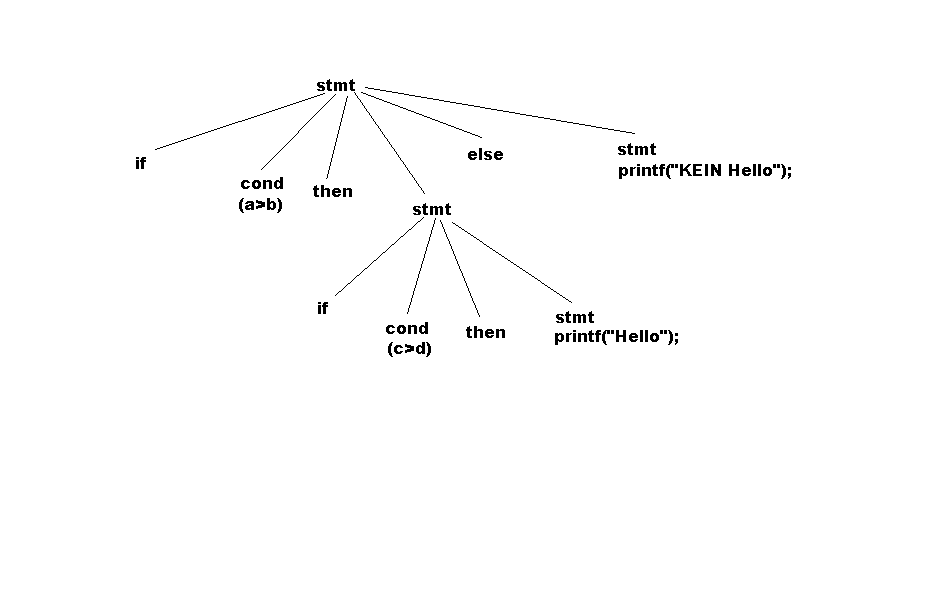 stmt
if
cond
(a>b)
then
else
stmt
printf("KEIN Hello");
stmt
if
cond
(c>d)
then
stmt
printf("Hello");